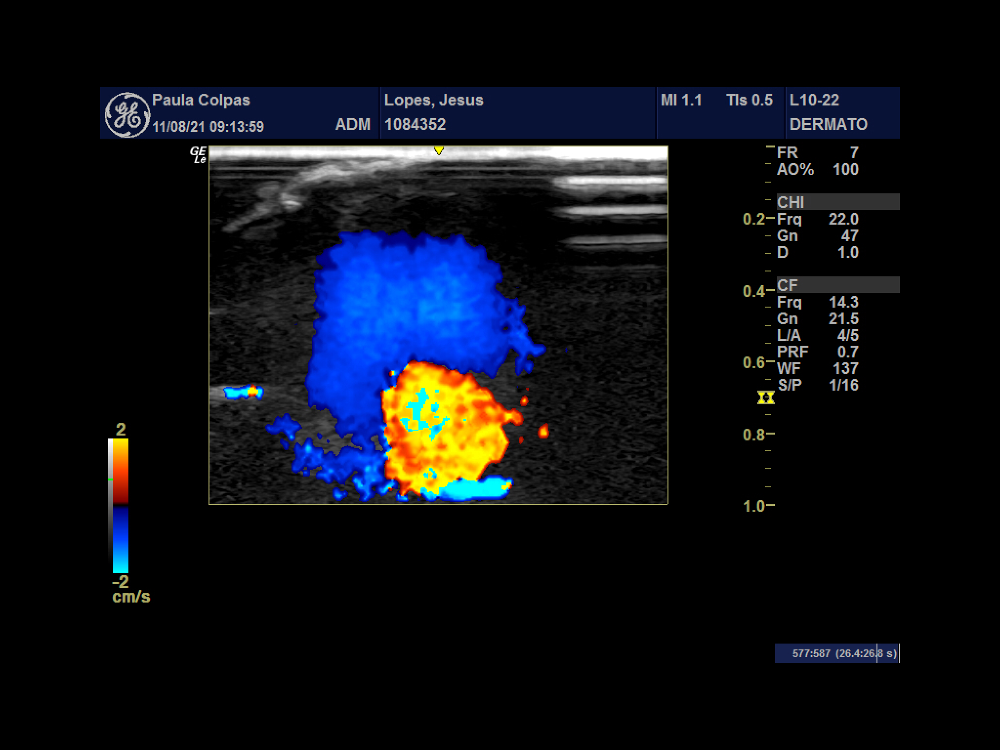 Paula Colpas
11/08/21 09:13:59 ADM
Lopes, Jesus
1084352
MI 1.1 TIs 0.5
L10-22
DERMATO
GE
Le
FR 7
AO% 100
CHI
Frq 22.0
Gn 47
D 1.0
CF
Frq 14.3
Gn 21.5
L/A 4/5
PRF 0.7
WF 137
S/P 1/16
0.2
0.4
0.6
0.8
1.0
2
-2
cm/s
577:587 (26.4:26.8 s)